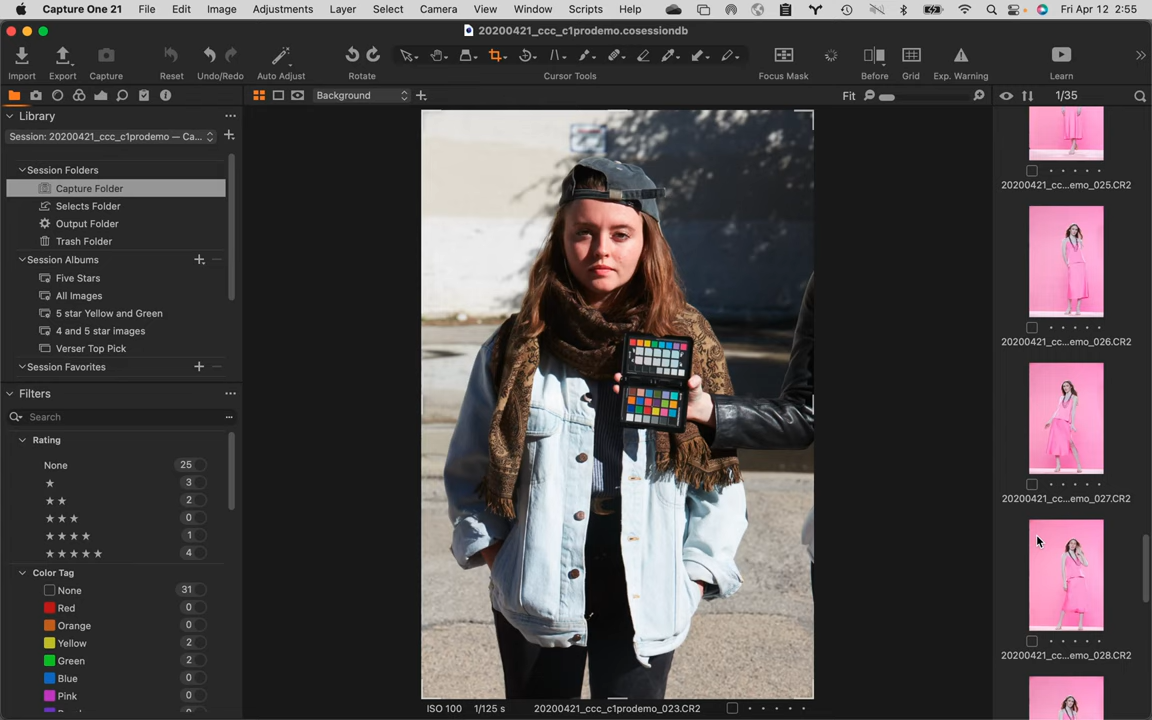 Capture One 21 File Edit Image Adjustments Layer Select Camera View Window Scripts Help Fri Apr 12 2:55
20200421_ccc_c1prodemo.cosessiondb
Import Export Capture Reset Undo/Redo Auto Adjust Rotate Cursor Tools Focus Mask Before Grid Exp. Warning Learn
Background Fit 1/35
Library
Session: 20200421_ccc_c1prodemo — Ca...
Session Folders
Capture Folder
Selects Folder
Output Folder
Trash Folder
Session Albums
Five Stars
All Images
5 star Yellow and Green
4 and 5 star images
Verser Top Pick
Session Favorites
Filters
Search
Rating
None 25
★ 3
★ ★ 2
★ ★ ★ 0
★ ★ ★ ★ 1
★ ★ ★ ★ ★ 4
Color Tag
None 31
Red 0
Orange 0
Yellow 2
Green 2
Blue 0
Pink 0
ISO 100 1/125 s 20200421_ccc_c1prodemo_023.CR2
20200421_cc...emo_025.CR2
20200421_cc...emo_026.CR2
20200421_cc...emo_027.CR2
20200421_cc...emo_028.CR2